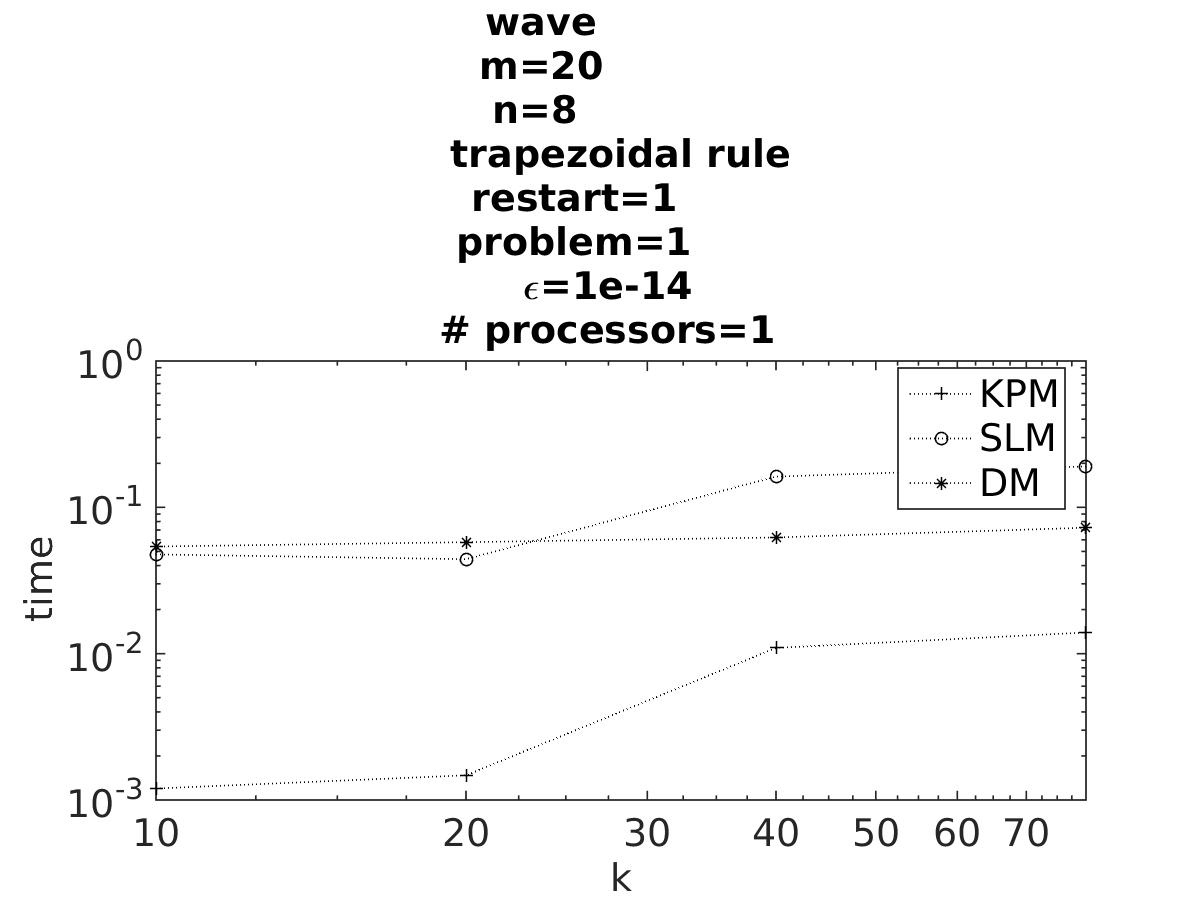 wave
m=20
n=8
trapezoidal rule
restart=1
problem=1
ϵ=1e-14
# processors=1
10^0
10^-1
10^-2
10^-3
time
KPM
SLM
DM
10 20 30 40 50 60 70
k